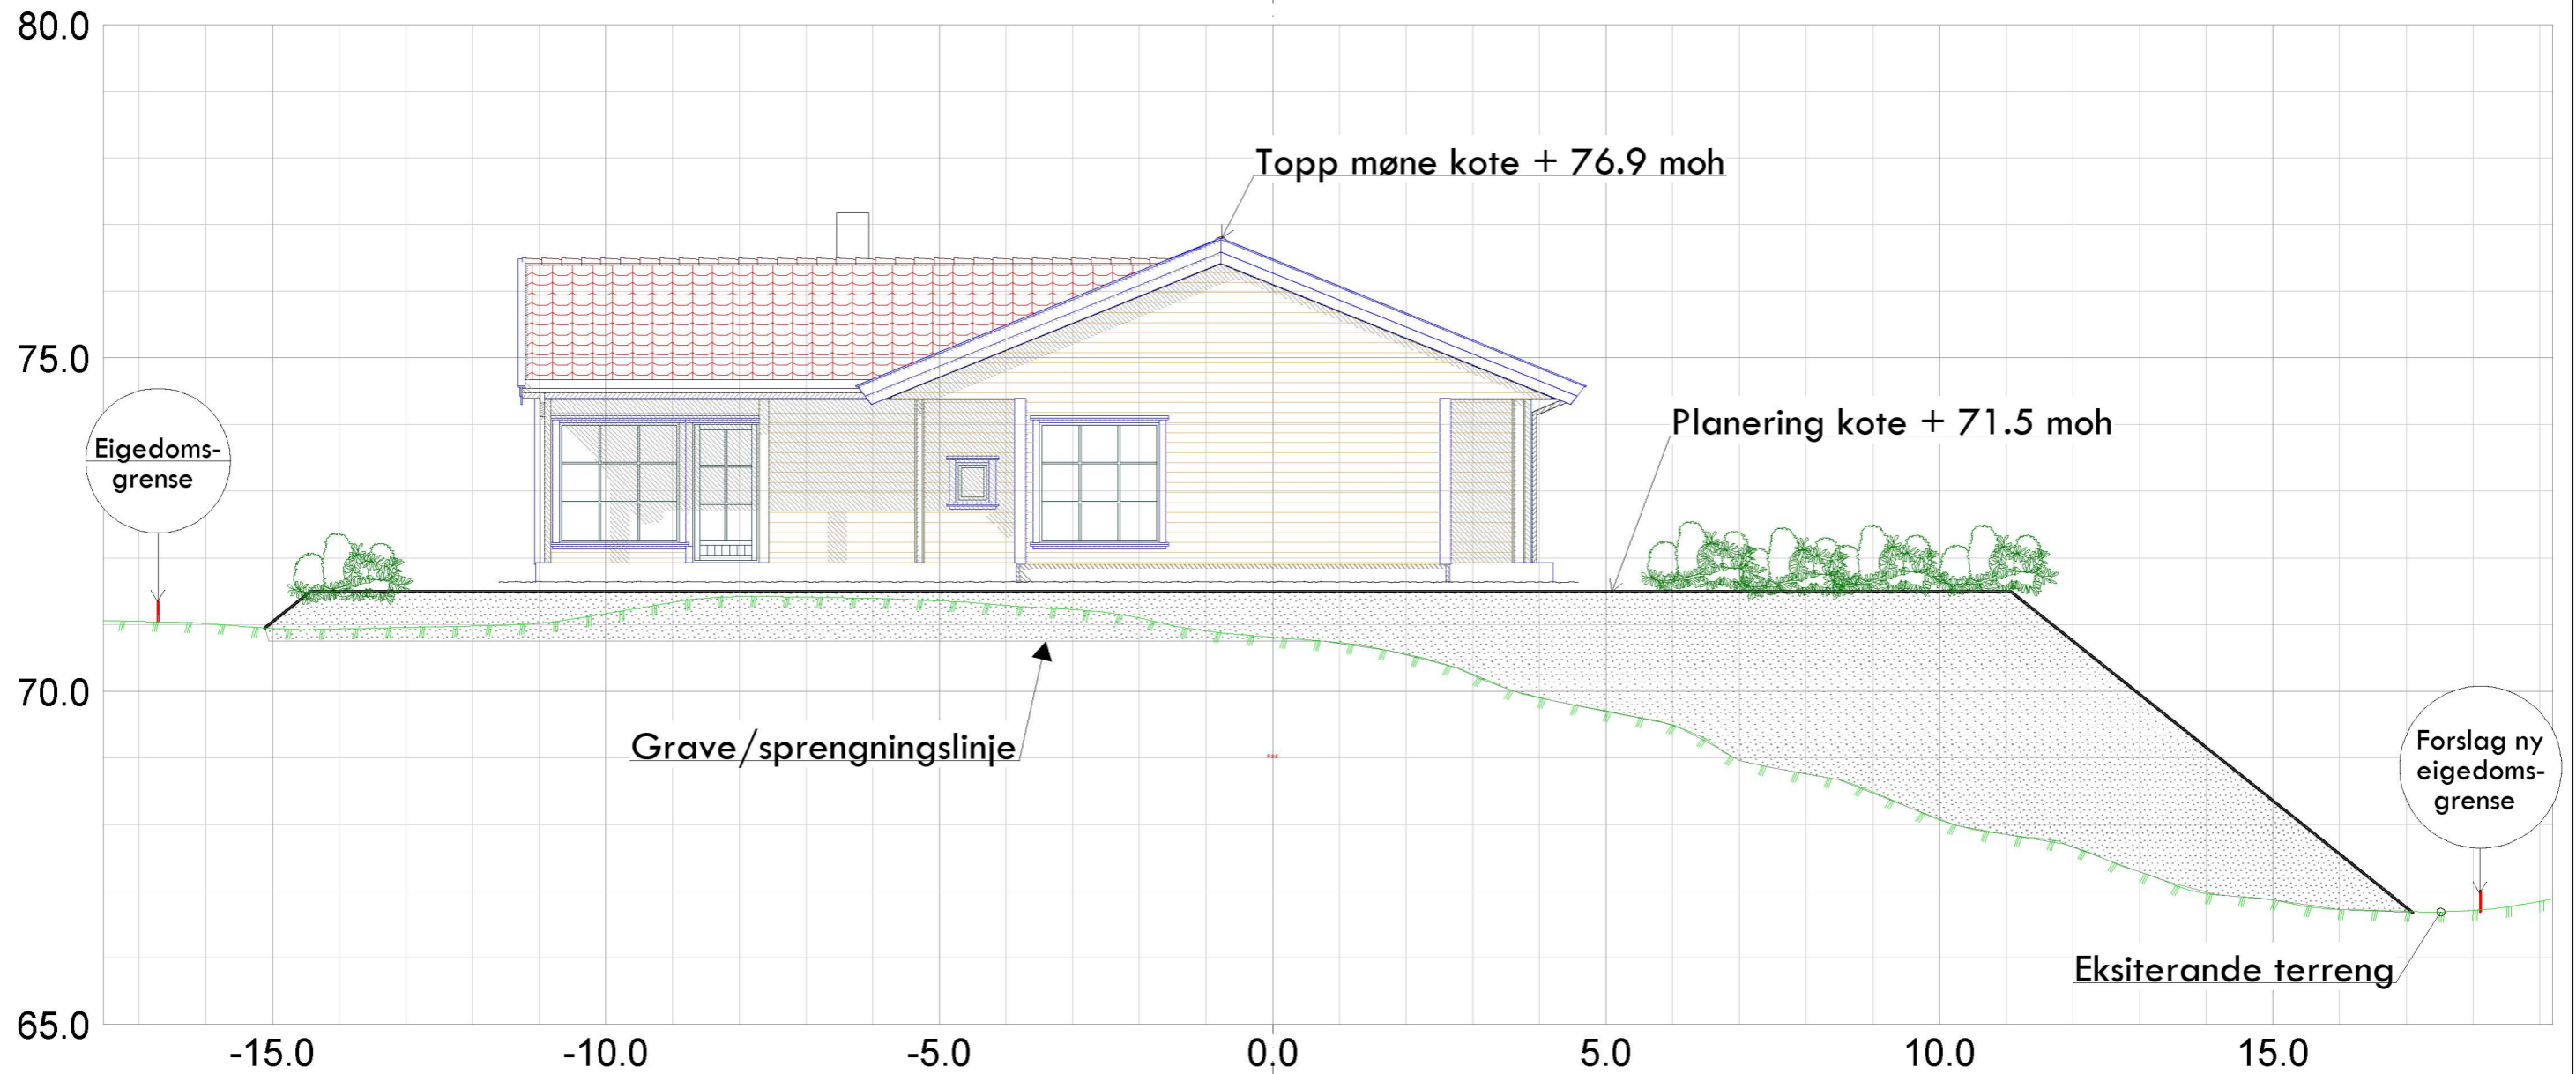 80.0
Topp møne kote + 76.9 moh
75.0
Eigedoms-
grense
Planering kote + 71.5 moh
70.0
Grave/sprengningslinje
Forslag ny
eigedoms-
grense
Eksiterande terreng
65.0
-15.0 -10.0 -5.0 0.0 5.0 10.0 15.0